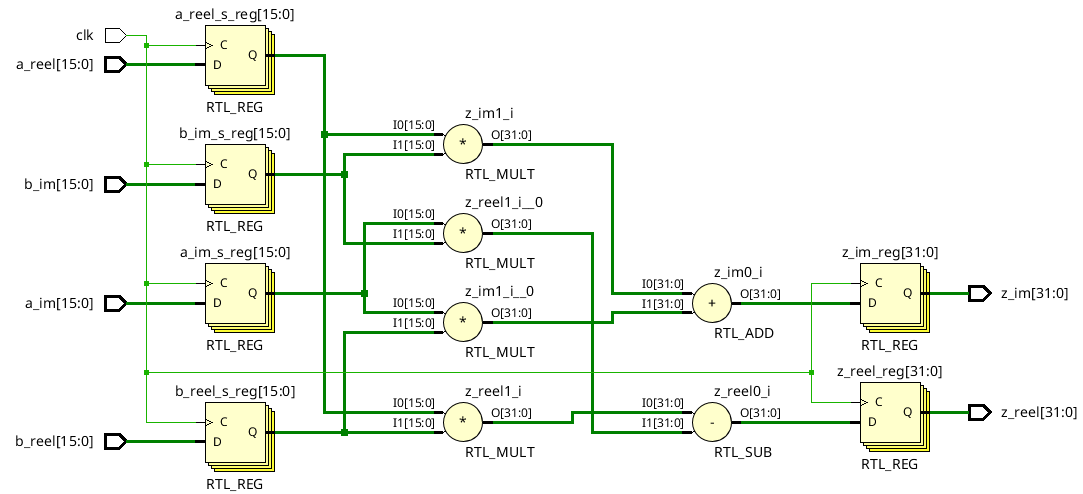 a_reel_s_reg[15:0]
clk
C
Q
a_reel[15:0]
D
RTL_REG
b_im_s_reg[15:0]
C
Q
b_im[15:0]
D
RTL_REG
a_im_s_reg[15:0]
C
Q
a_im[15:0]
D
RTL_REG
b_reel_s_reg[15:0]
C
Q
b_reel[15:0]
D
RTL_REG
z_im1_i
I0[15:0]
I1[15:0]
*
O[31:0]
RTL_MULT
z_reel1_i__0
I0[15:0]
I1[15:0]
*
O[31:0]
RTL_MULT
z_im1_i__0
I0[15:0]
I1[15:0]
*
O[31:0]
RTL_MULT
z_reel1_i
I0[15:0]
I1[15:0]
*
O[31:0]
RTL_MULT
z_im0_i
I0[31:0]
I1[31:0]
+
O[31:0]
RTL_ADD
z_reel0_i
I0[31:0]
I1[31:0]
-
O[31:0]
RTL_SUB
z_im_reg[31:0]
C
Q
D
z_im[31:0]
RTL_REG
z_reel_reg[31:0]
C
Q
D
z_reel[31:0]
RTL_REG